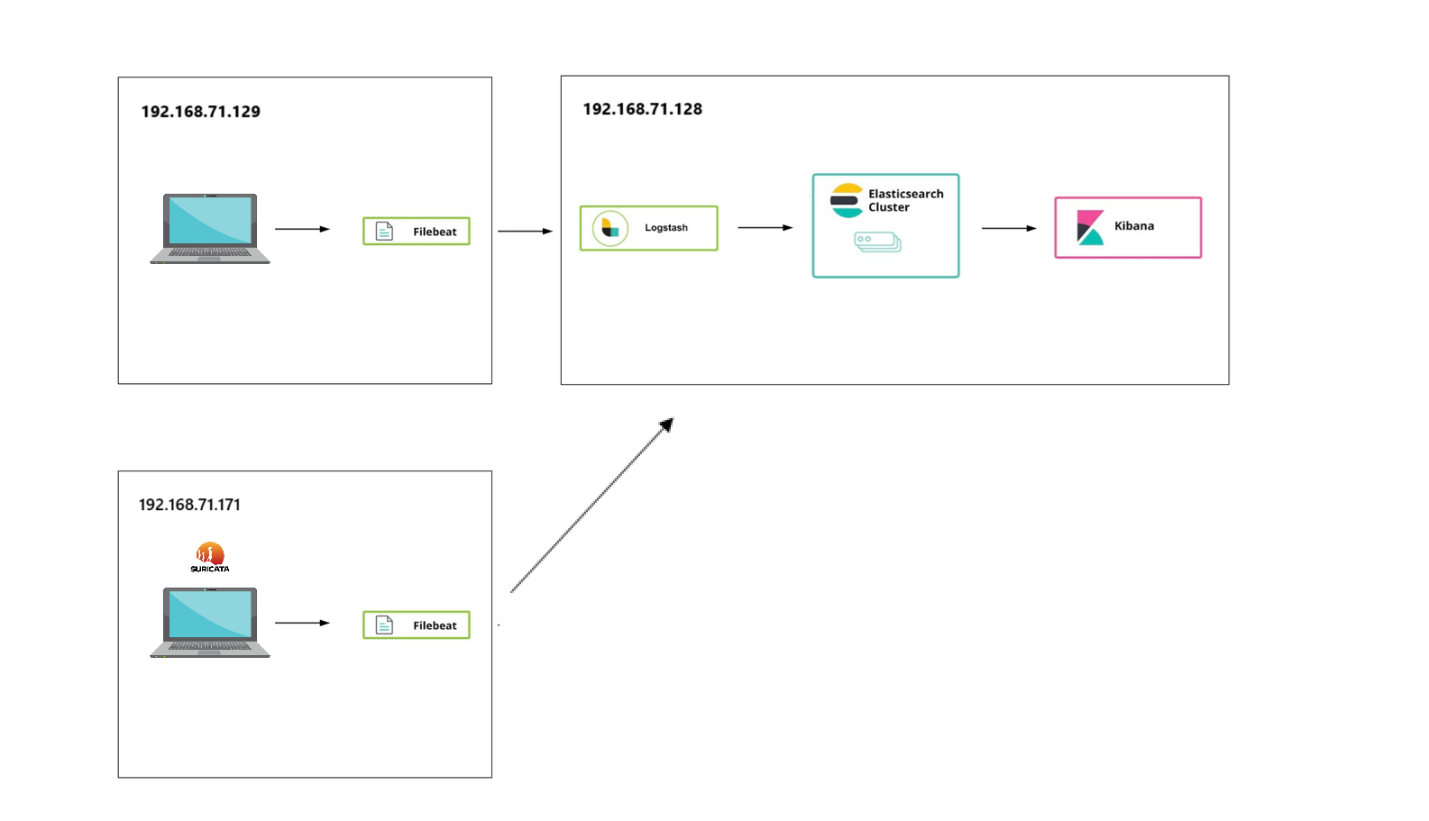 192.168.71.129
Filebeat
192.168.71.128
Logstash
Elasticsearch
Cluster
Kibana
192.168.71.171
SURICATA
Filebeat